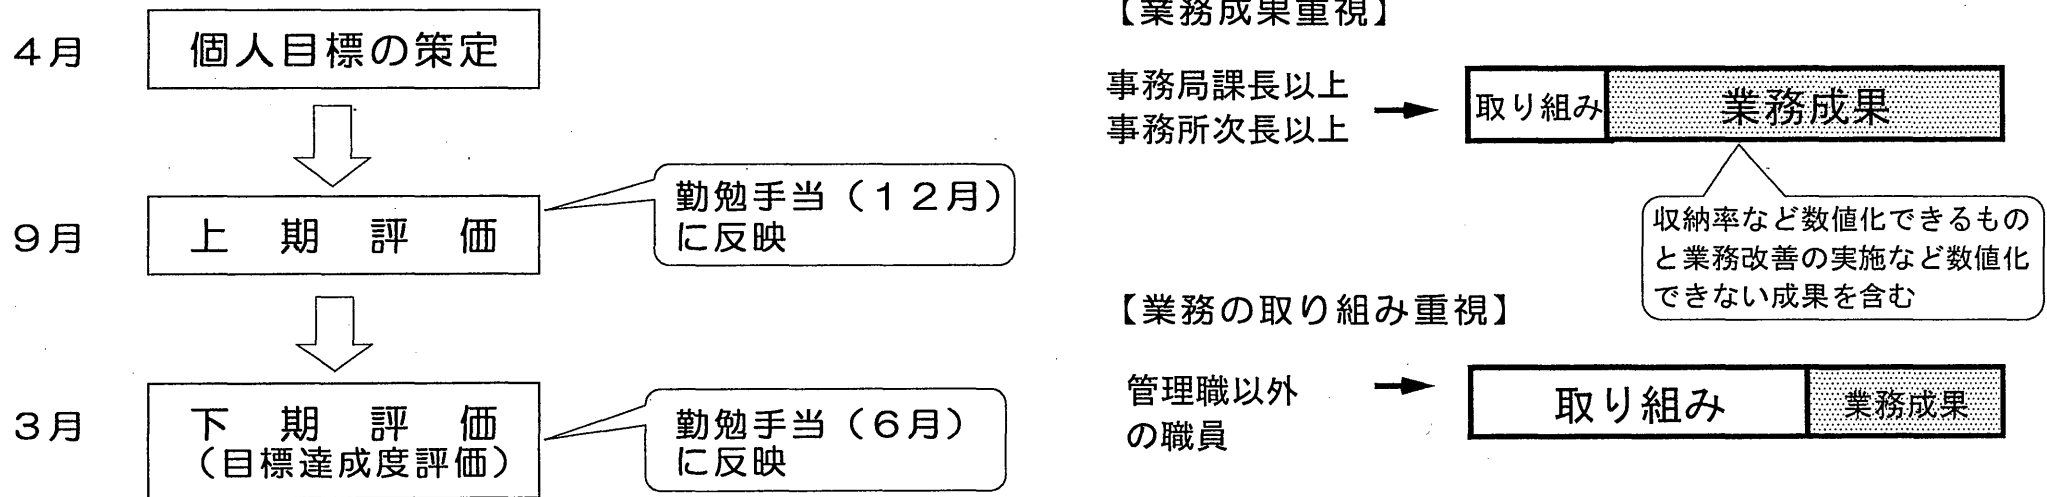 4月
個人目標の策定
9月
上期評価
勤勉手当（12月）
に反映
3月
下期評価
（目標達成度評価）
勤勉手当（6月）
に反映
【業務成果重視】
事務局課長以上
事務所次長以上
取り組み
業務成果
収納率など数値化できるもの
と業務改善の実施など数値化
できない成果を含む
【業務の取り組み重視】
管理職以外
の職員
取り組み
業務成果